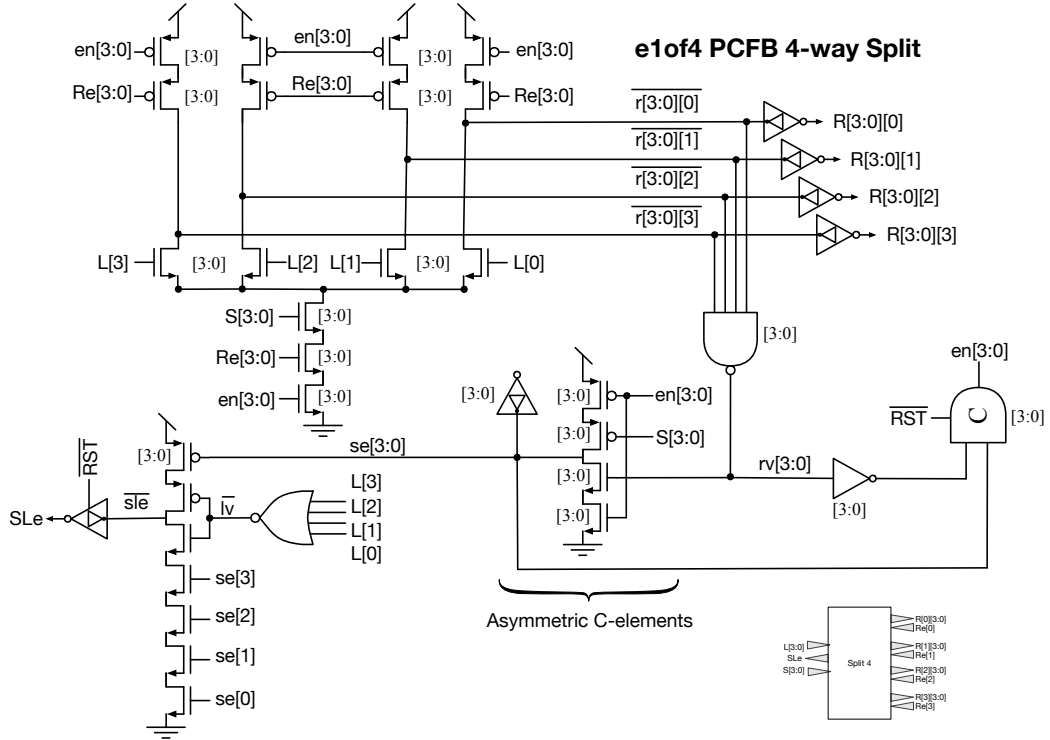 e1of4 PCFB 4-way Split
en[3:0] [3:0] en[3:0] [3:0] en[3:0]
Re[3:0] [3:0] Re[3:0] [3:0] Re[3:0]
r[3:0][0] R[3:0][0]
r[3:0][1] R[3:0][1]
r[3:0][2] R[3:0][2]
r[3:0][3] R[3:0][3]
L[3] [3:0] L[2] L[1] [3:0] L[0]
S[3:0] [3:0]
Re[3:0] [3:0]
en[3:0] [3:0]
[3:0]
en[3:0]
[3:0] [3:0] en[3:0]
RST C [3:0]
[3:0] S[3:0]
RST [3:0] se[3:0]
[3:0] rv[3:0]
[3:0] [3:0]
SLe sle lv
L[3]
L[2]
L[1]
L[0]
se[3]
se[2]
se[1]
se[0]
Asymmetric C-elements
L[3:0]
SLe
S[3:0]
Split 4
R[0][3:0]
Re[0]
R[1][3:0]
Re[1]
R[2][3:0]
Re[2]
R[3][3:0]
Re[3]